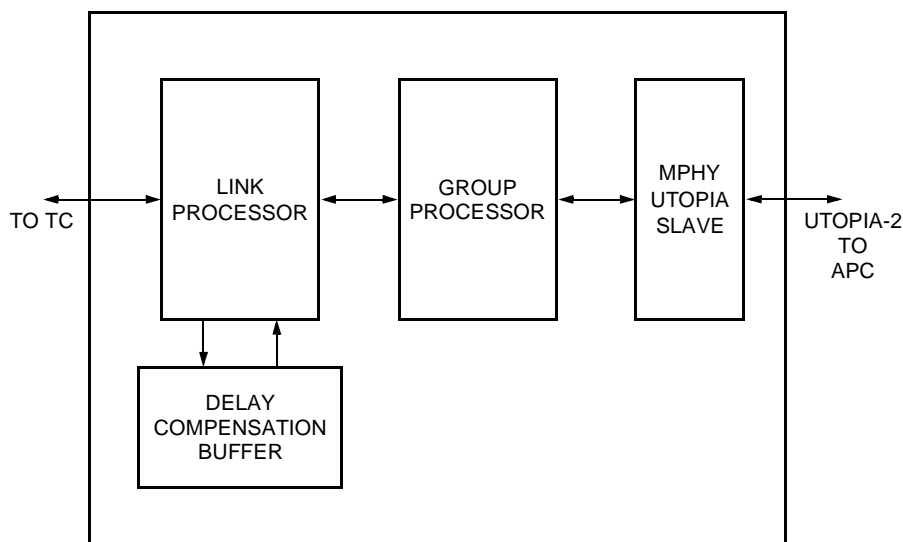 TO TC
LINK
PROCESSOR
GROUP
PROCESSOR
MPHY
UTOPIA
SLAVE
UTOPIA-2
TO
APC
DELAY
COMPENSATION
BUFFER